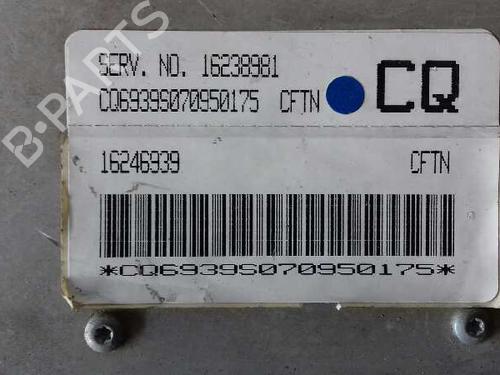 B-PARTS
SERV. NO. 16238981
CQ6939S070950175 CFTN CQ
16246939 CFTN
*CQ6939S070950175*